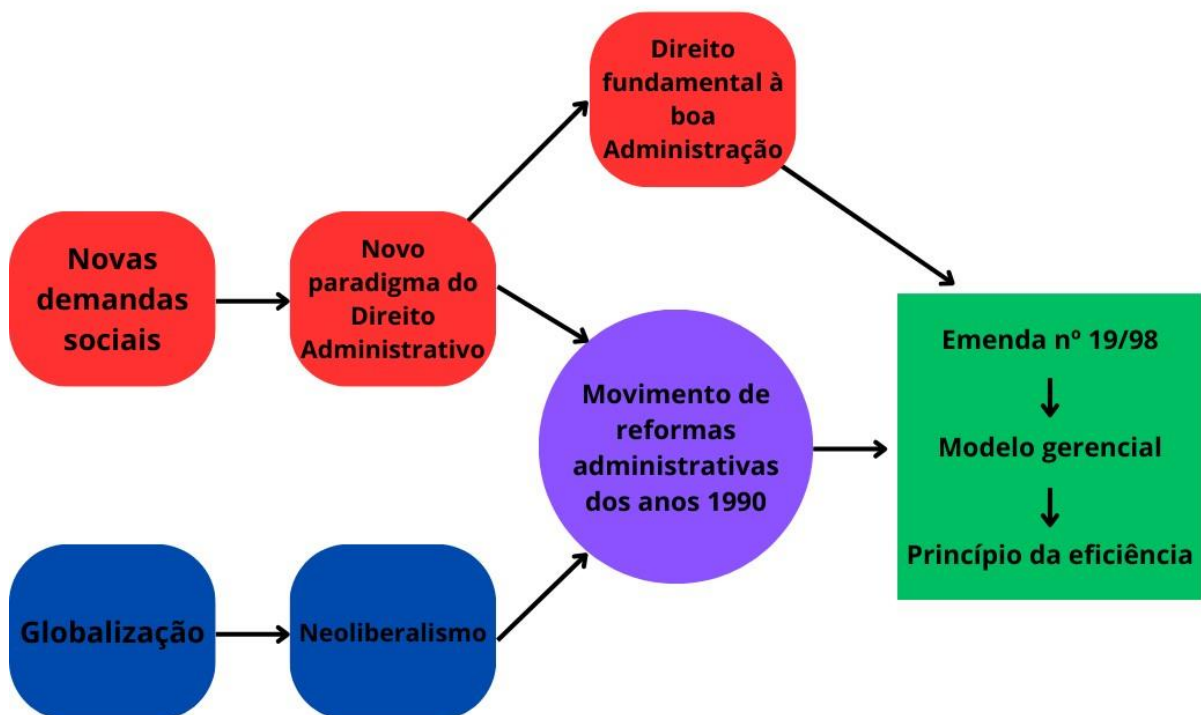 Direito
fundamental à
boa
Administração
Novas
demandas
sociais
Novo
paradigma do
Direito
Administrativo
Movimento de
reformas
administrativas
dos anos 1990
Emenda nº 19/98
Modelo gerencial
Princípio da eficiência
Globalização
Neoliberalismo